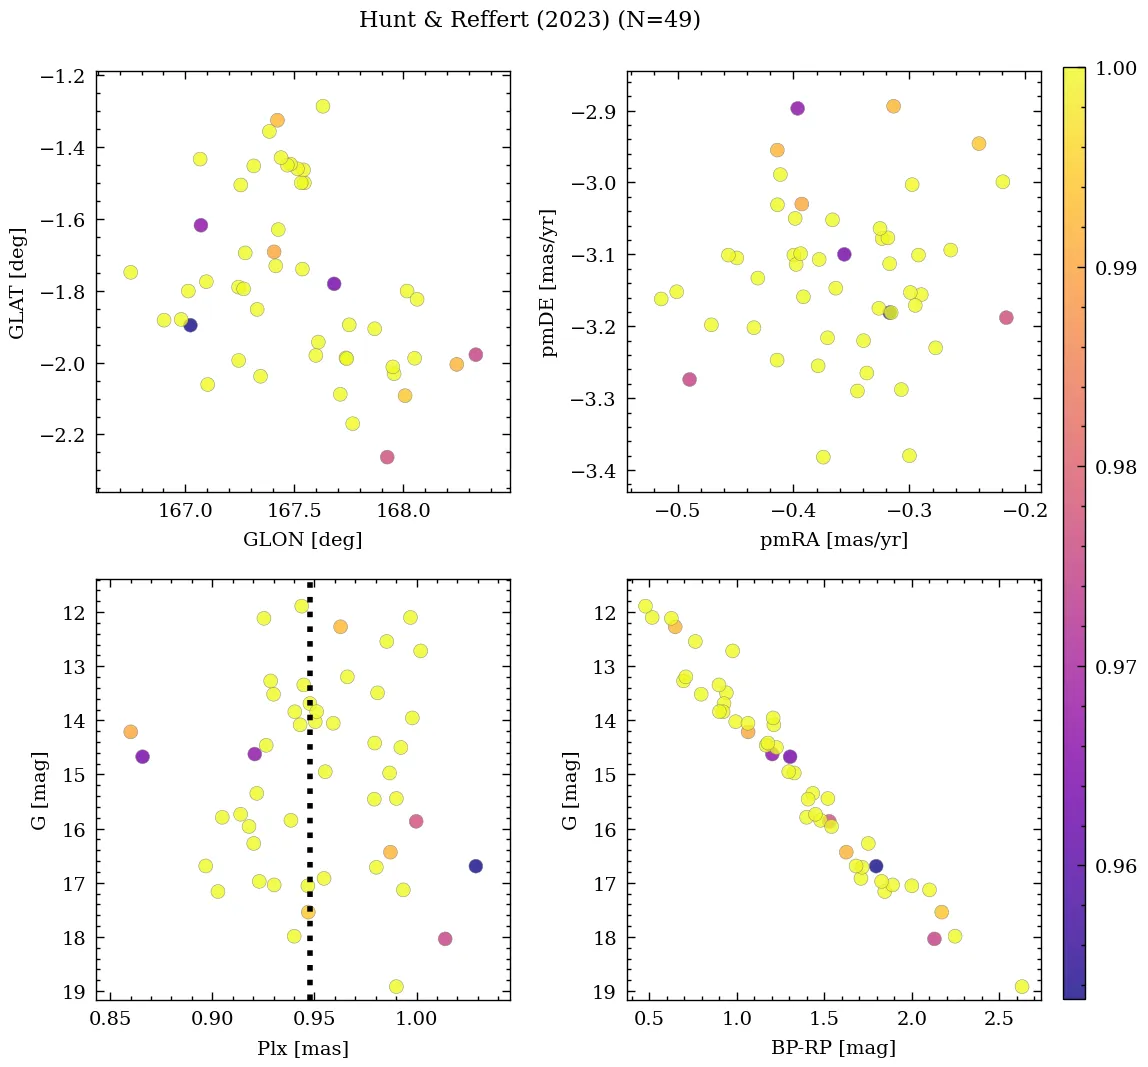 Hunt & Reffert (2023) (N=49)
−1.2
−1.4
−1.6
−1.8
−2.0
−2.2
GLAT [deg]
167.0 167.5 168.0
GLON [deg]
−2.9
−3.0
−3.1
−3.2
−3.3
−3.4
pmDE [mas/yr]
−0.5 −0.4 −0.3 −0.2
pmRA [mas/yr]
12
13
14
15
16
17
18
19
G [mag]
0.85 0.90 0.95 1.00
Plx [mas]
12
13
14
15
16
17
18
19
G [mag]
0.5 1.0 1.5 2.0 2.5
BP-RP [mag]
1.00
0.99
0.98
0.97
0.96